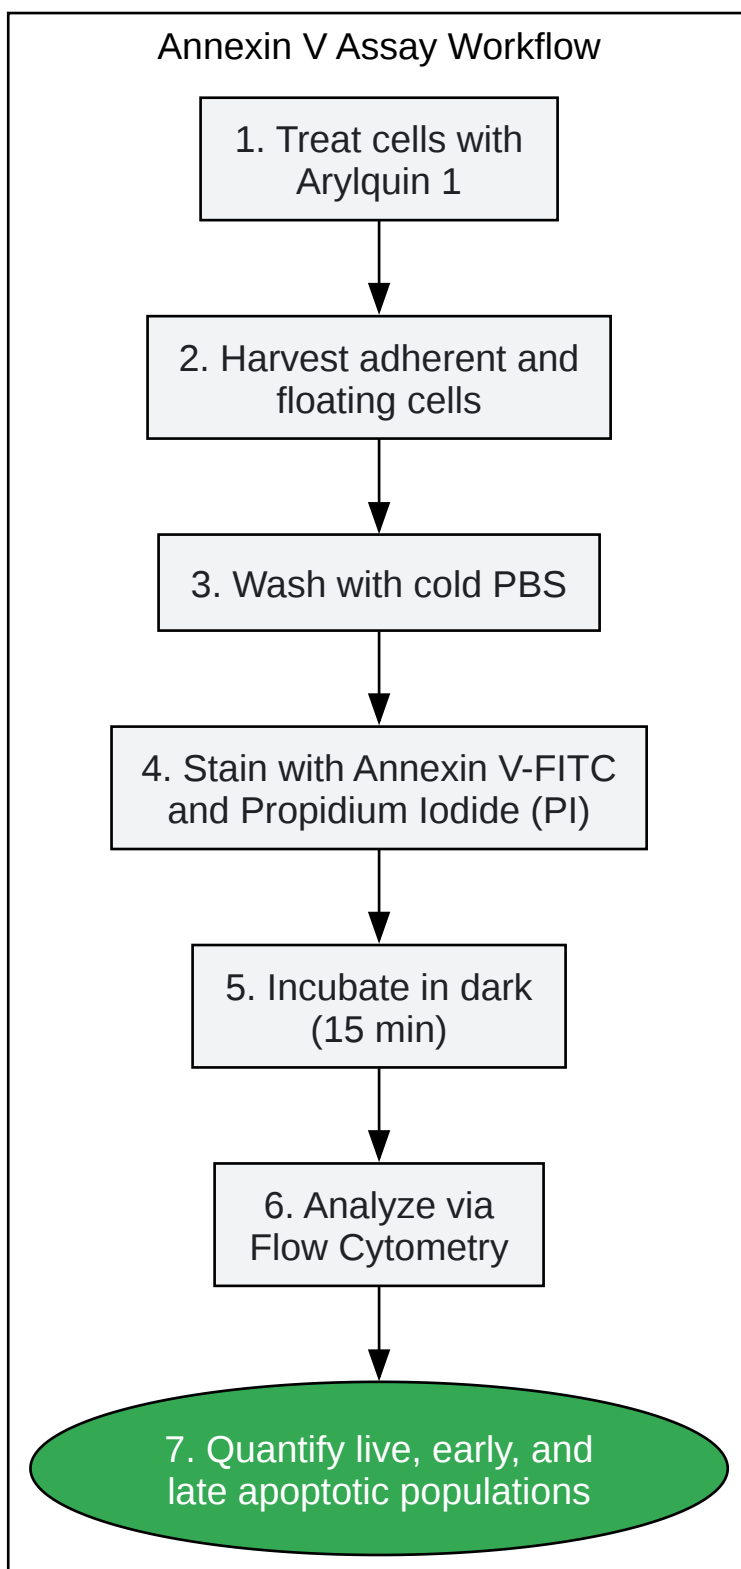 Annexin V Assay Workflow
1. Treat cells with
Arylquin 1
2. Harvest adherent and
floating cells
3. Wash with cold PBS
4. Stain with Annexin V-FITC
and Propidium Iodide (PI)
5. Incubate in dark
(15 min)
6. Analyze via
Flow Cytometry
7. Quantify live, early, and
late apoptotic populations